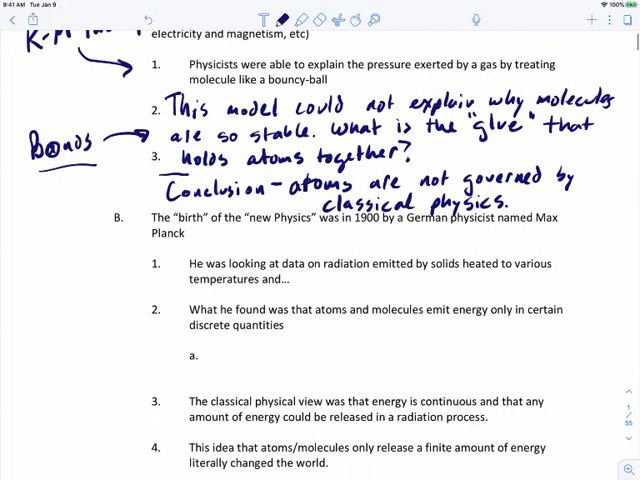 9:41 AM Tue Jan 9
100%
electricity and magnetism, etc)
1. Physicists were able to explain the pressure exerted by a gas by treating
molecule like a bouncy-ball
2. This model could not explain why molecules
are so stable. What is the "glue" that
Bonds
3. holds atoms together?
Conclusion - atoms are not governed by
classical physics.
B. The “birth” of the “new Physics” was in 1900 by a German physicist named Max
Planck
1. He was looking at data on radiation emitted by solids heated to various
temperatures and…
2. What he found was that atoms and molecules emit energy only in certain
discrete quantities
a.
3. The classical physical view was that energy is continuous and that any
amount of energy could be released in a radiation process.
4. This idea that atoms/molecules only release a finite amount of energy
literally changed the world.
1
55